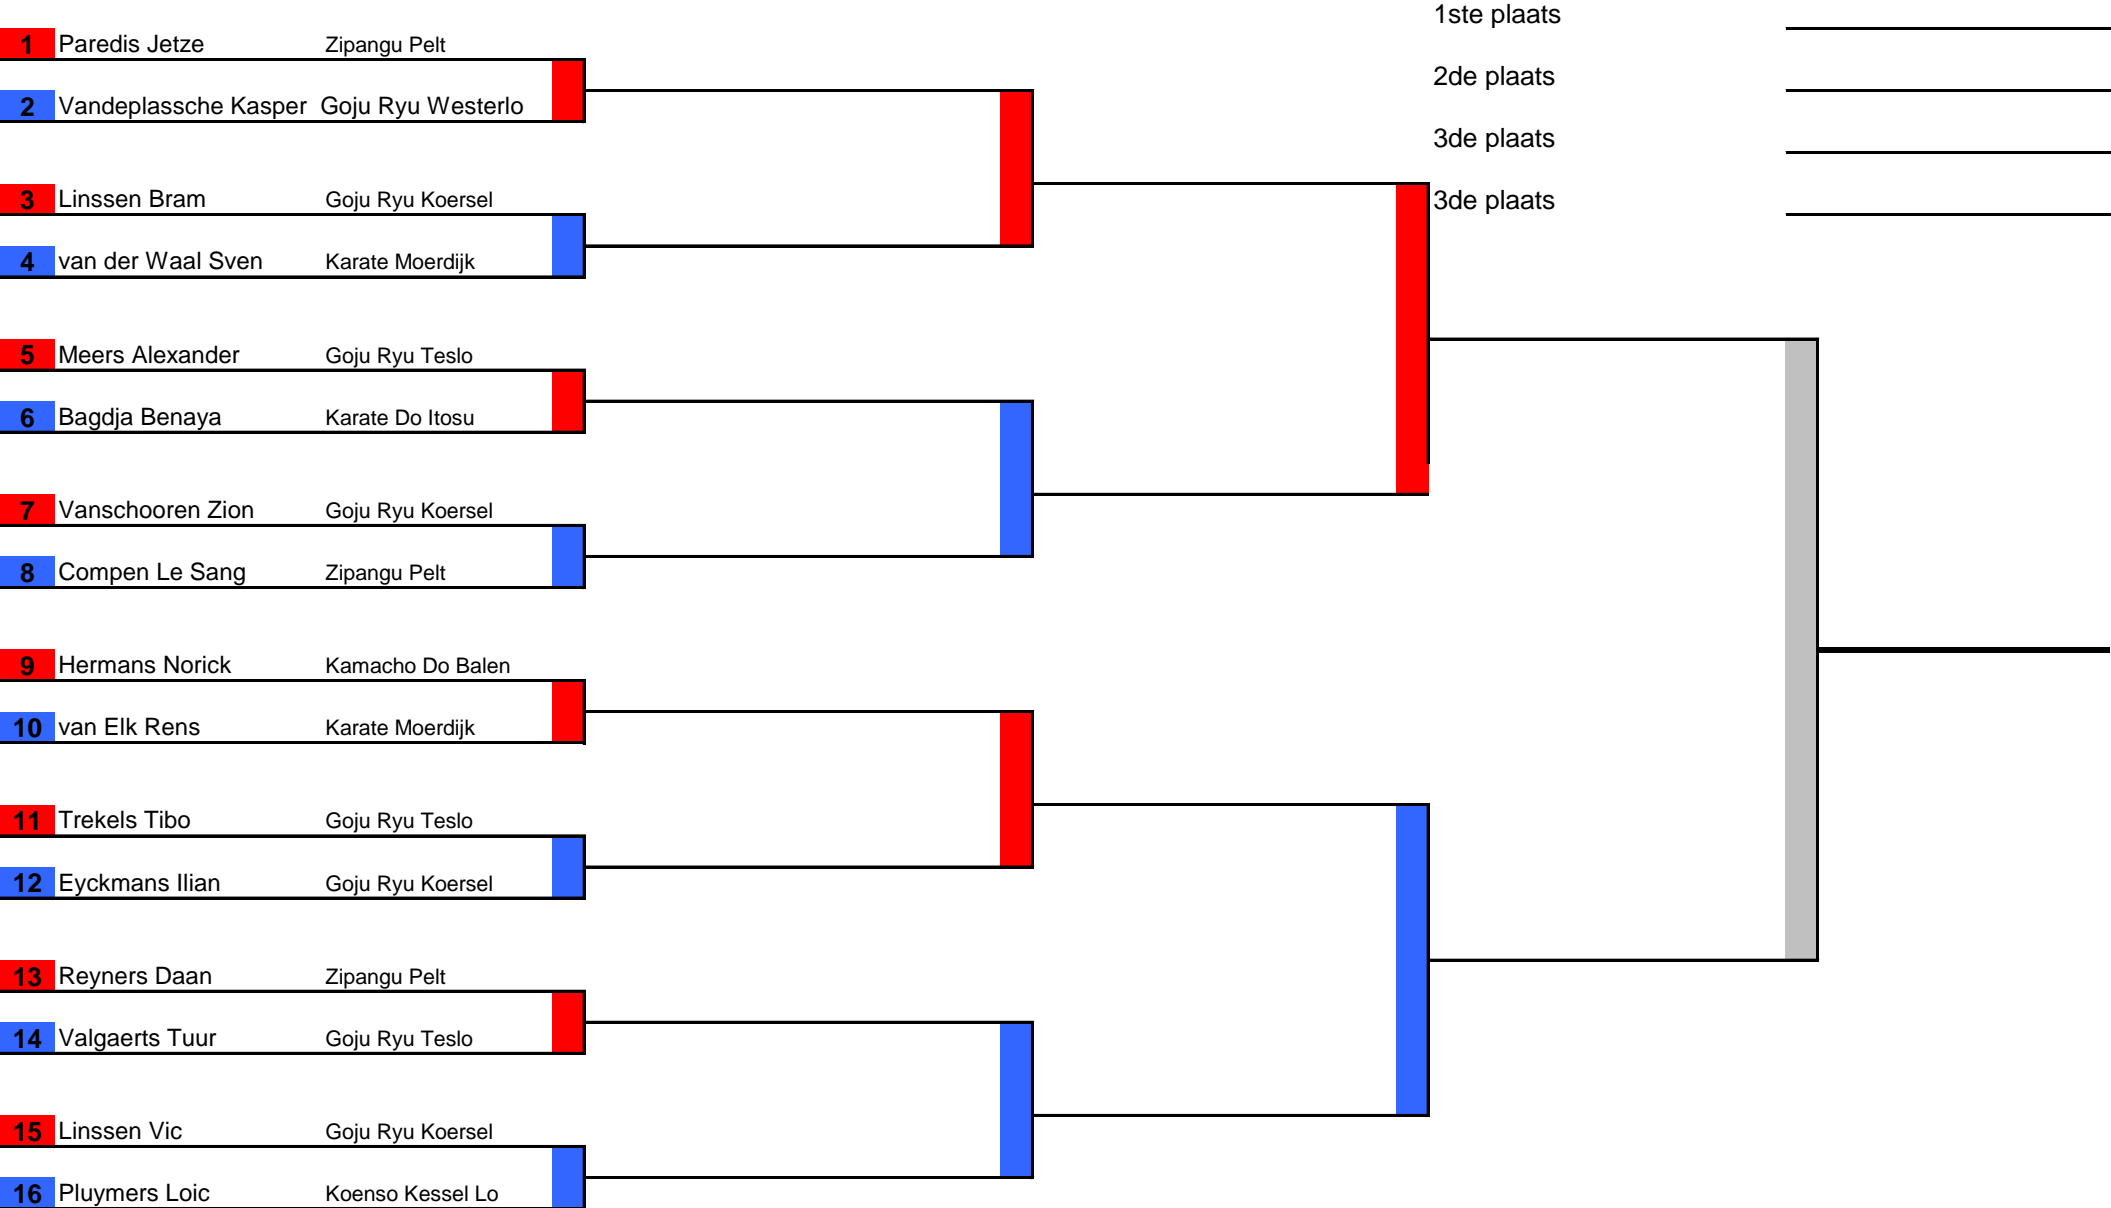 1ste plaats
1 Paredis Jetze Zipangu Pelt
2de plaats
2 Vandeplassche Kasper Goju Ryu Westerlo
3de plaats
3 Linssen Bram Goju Ryu Koersel
3de plaats
4 van der Waal Sven Karate Moerdijk
5 Meers Alexander Goju Ryu Teslo
6 Bagdja Benaya Karate Do Itosu
7 Vanschooren Zion Goju Ryu Koersel
8 Compen Le Sang Zipangu Pelt
9 Hermans Norick Kamacho Do Balen
10 van Elk Rens Karate Moerdijk
11 Trekels Tibo Goju Ryu Teslo
12 Eyckmans Ilian Goju Ryu Koersel
13 Reyners Daan Zipangu Pelt
14 Valgaerts Tuur Goju Ryu Teslo
15 Linssen Vic Goju Ryu Koersel
16 Pluymers Loic Koenso Kessel Lo